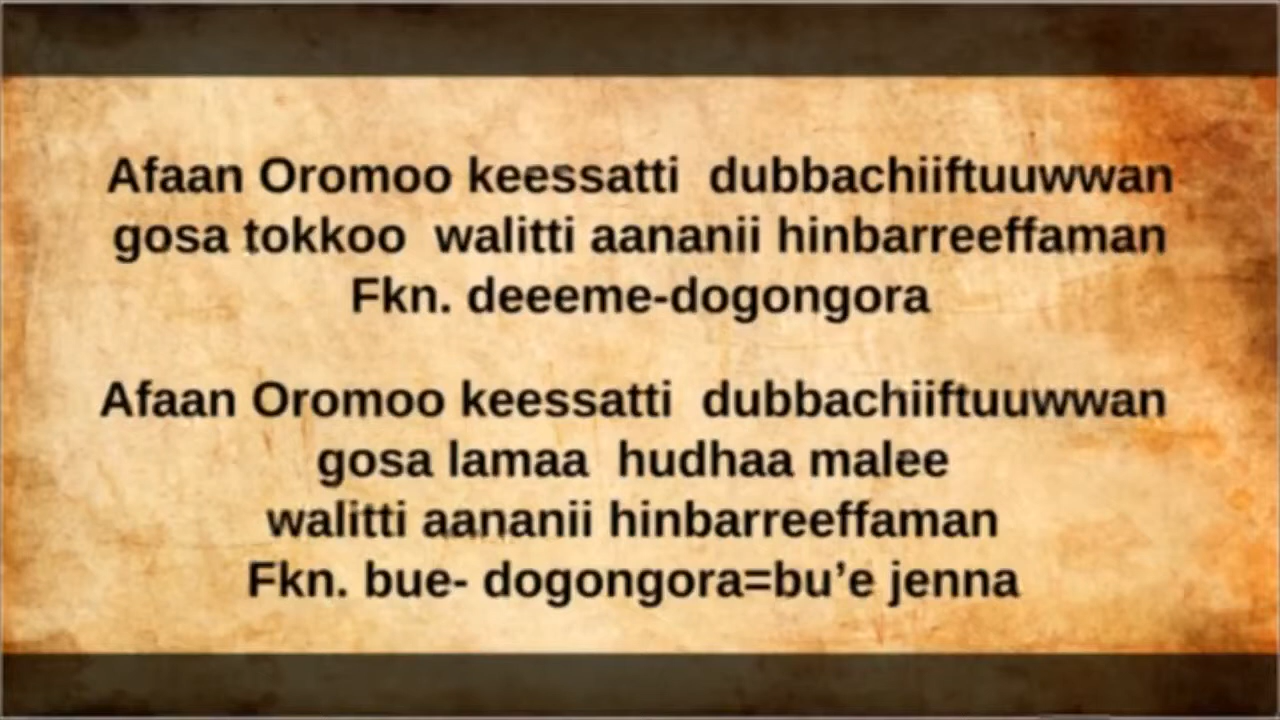 Afaan Oromoo keessatti dubbachiiftuuwwan
gosa tokkoo walitti aananii hinbarreeffaman
Fkn. deeeme-dogongora
Afaan Oromoo keessatti dubbachiiftuuwwan
gosa lamaa hudhaa malee
walitti aananii hinbarreeffaman
Fkn. bue- dogongora=bu’e jenna